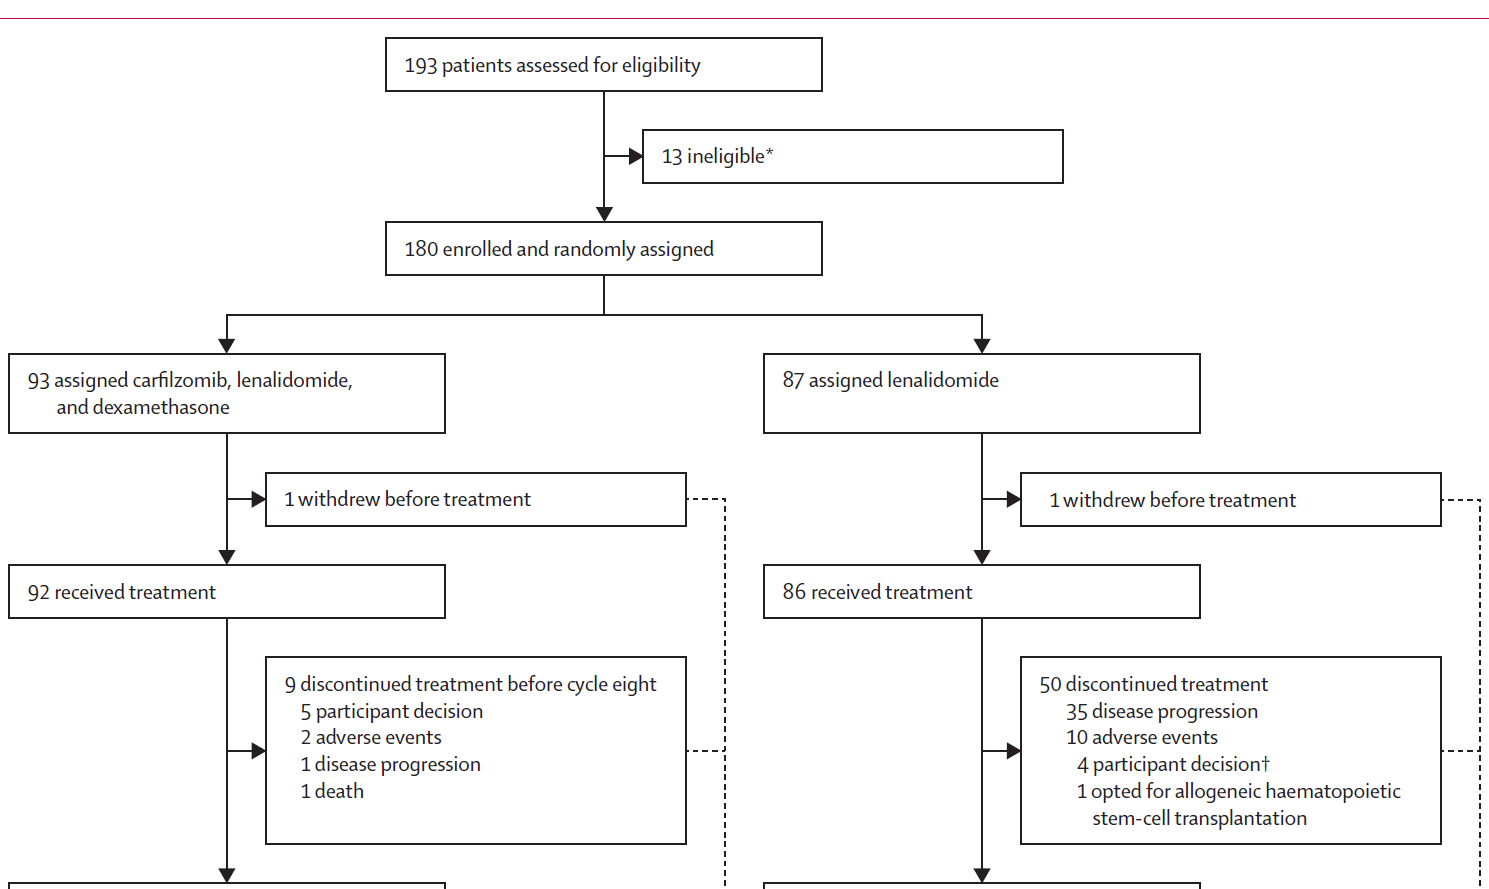 193 patients assessed for eligibility
13 ineligible*
180 enrolled and randomly assigned
93 assigned carfilzomib, lenalidomide,
and dexamethasone
87 assigned lenalidomide
1 withdrew before treatment
1 withdrew before treatment
92 received treatment
86 received treatment
9 discontinued treatment before cycle eight
5 participant decision
2 adverse events
1 disease progression
1 death
50 discontinued treatment
35 disease progression
10 adverse events
4 participant decision†
1 opted for allogeneic haematopoietic
stem-cell transplantation